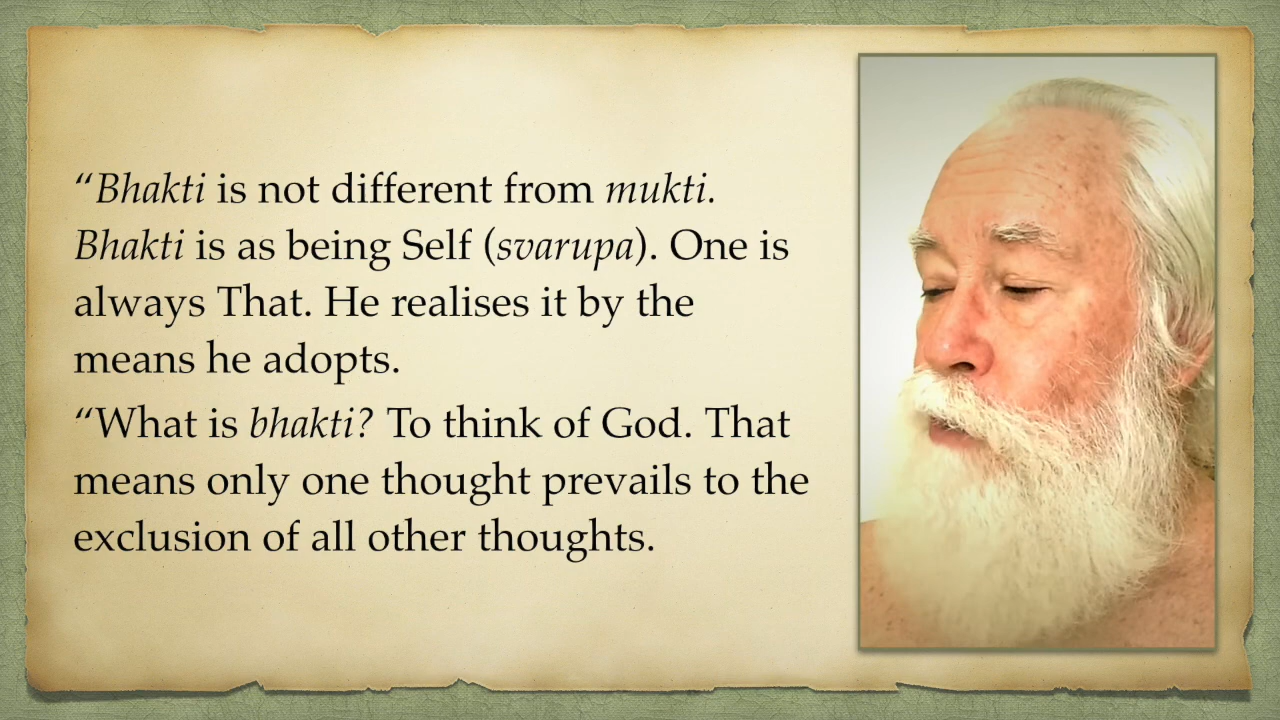 “Bhakti is not different from mukti.
Bhakti is as being Self (svarupa). One is
always That. He realises it by the
means he adopts.
“What is bhakti? To think of God. That
means only one thought prevails to the
exclusion of all other thoughts.